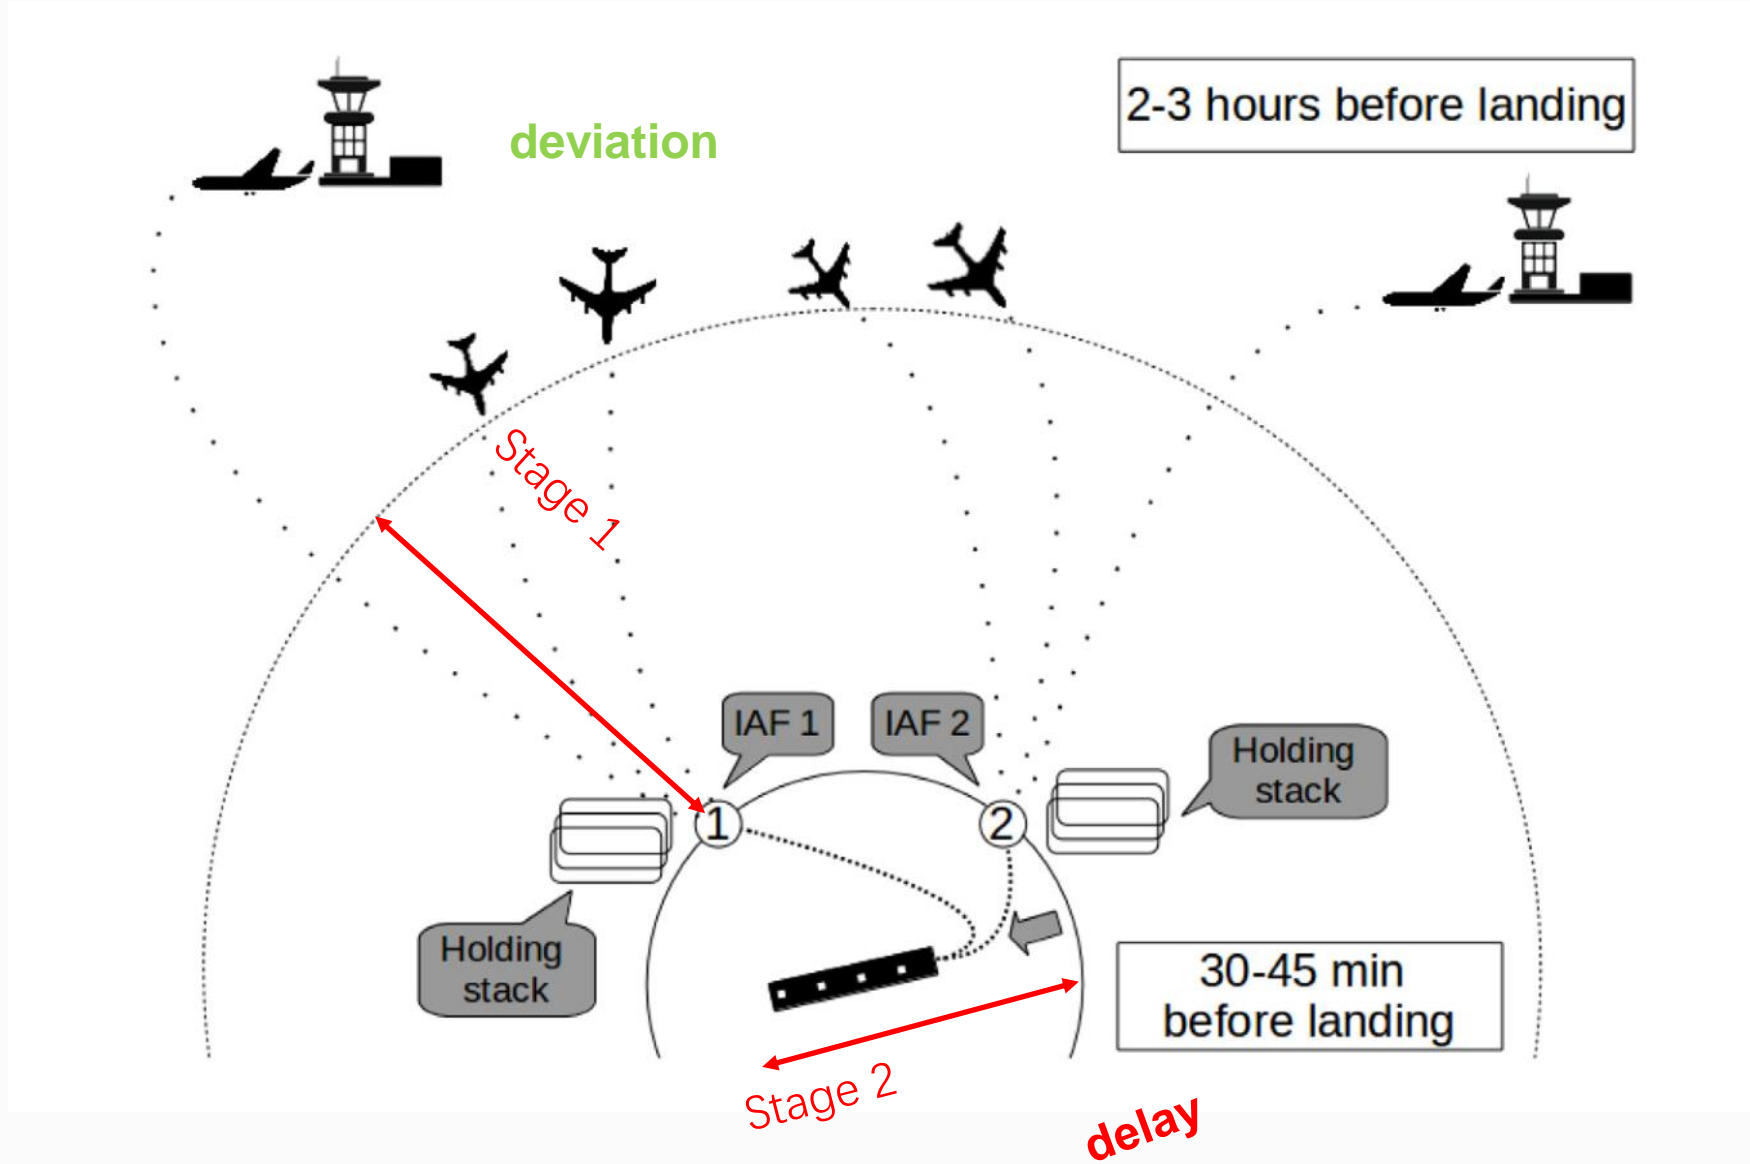 deviation
2-3 hours before landing
Stage 1
IAF 1
IAF 2
Holding
stack
1
2
Holding
stack
30-45 min
before landing
Stage 2
delay